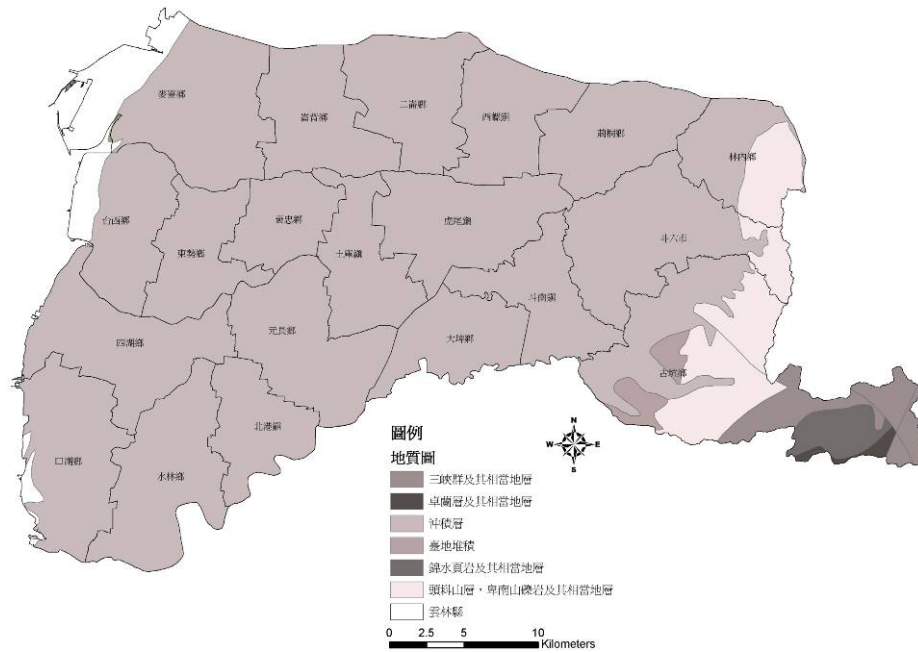 麥寮鄉
崙背鄉
二崙鄉
西螺鎮
莿桐鄉
林內鄉
台西鄉
東勢鄉
褒忠鄉
土庫鎮
虎尾鎮
斗六市
斗南鎮
四湖鄉
元長鄉
大埤鄉
古坑鄉
北港鎮
口湖鄉
水林鄉
N
W E
S
圖例
地質圖
三峽群及其相當地層
卓蘭層及其相當地層
沖積層
臺地堆積
錦水頁岩及其相當地層
頭嵙山層、卑南山礫岩及其相當地層
雲林縣
0 2.5 5 10
Kilometers